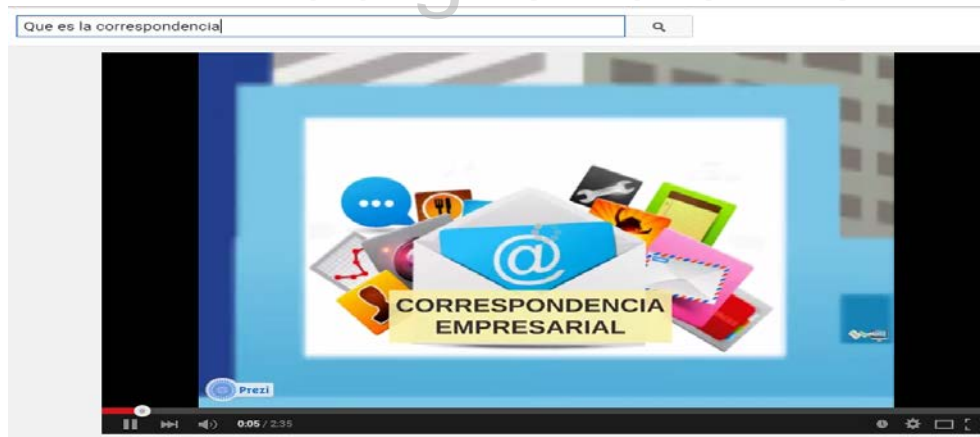 Que es la correspondencia
@
CORRESPONDENCIA
EMPRESARIAL
Prezi
0:05 / 2:35